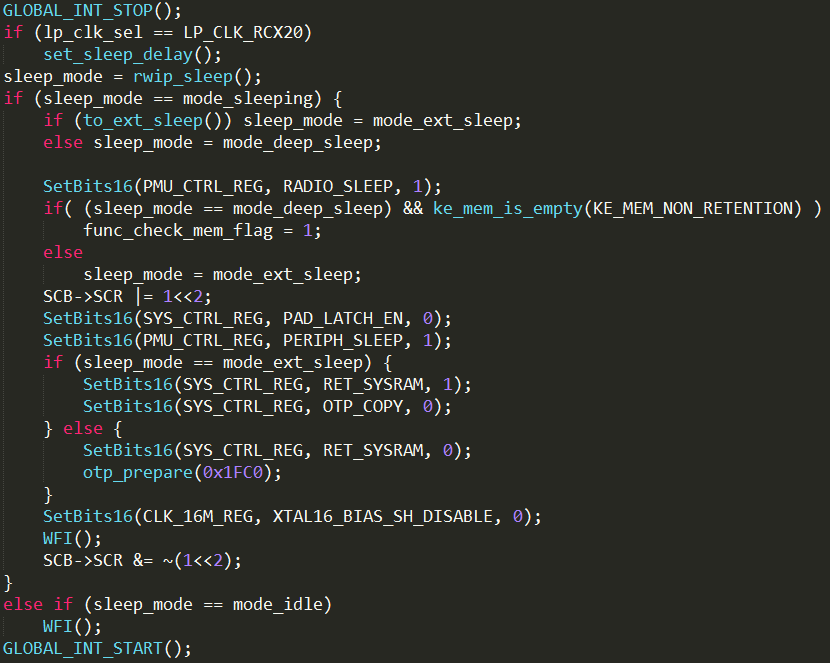 GLOBAL_INT_STOP();
if (lp_clk_sel == LP_CLK_RCX20)
    set_sleep_delay();
sleep_mode = rwip_sleep();
if (sleep_mode == mode_sleeping) {
    if (to_ext_sleep()) sleep_mode = mode_ext_sleep;
    else sleep_mode = mode_deep_sleep;

    SetBits16(PMU_CTRL_REG, RADIO_SLEEP, 1);
    if( (sleep_mode == mode_deep_sleep) && ke_mem_is_empty(KE_MEM_NON_RETENTION) )
        func_check_mem_flag = 1;
    else
        sleep_mode = mode_ext_sleep;
    SCB->SCR |= 1<<2;
    SetBits16(SYS_CTRL_REG, PAD_LATCH_EN, 0);
    SetBits16(PMU_CTRL_REG, PERIPH_SLEEP, 1);
    if (sleep_mode == mode_ext_sleep) {
        SetBits16(SYS_CTRL_REG, RET_SYSRAM, 1);
        SetBits16(SYS_CTRL_REG, OTP_COPY, 0);
    } else {
        SetBits16(SYS_CTRL_REG, RET_SYSRAM, 0);
        otp_prepare(0x1FC0);
    }
    SetBits16(CLK_16M_REG, XTAL16_BIAS_SH_DISABLE, 0);
    WFI();
    SCB->SCR &= ~(1<<2);
}
else if (sleep_mode == mode_idle)
    WFI();
GLOBAL_INT_START();